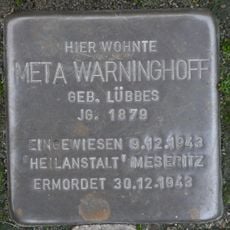 HIER WOHNTE
META WARNINGHOFF
GEB. LÜBBES
JG. 1879
EINGEWIESEN 9.12.1943
"HEILANSTALT" MESERITZ
ERMORDET 30.12.1943